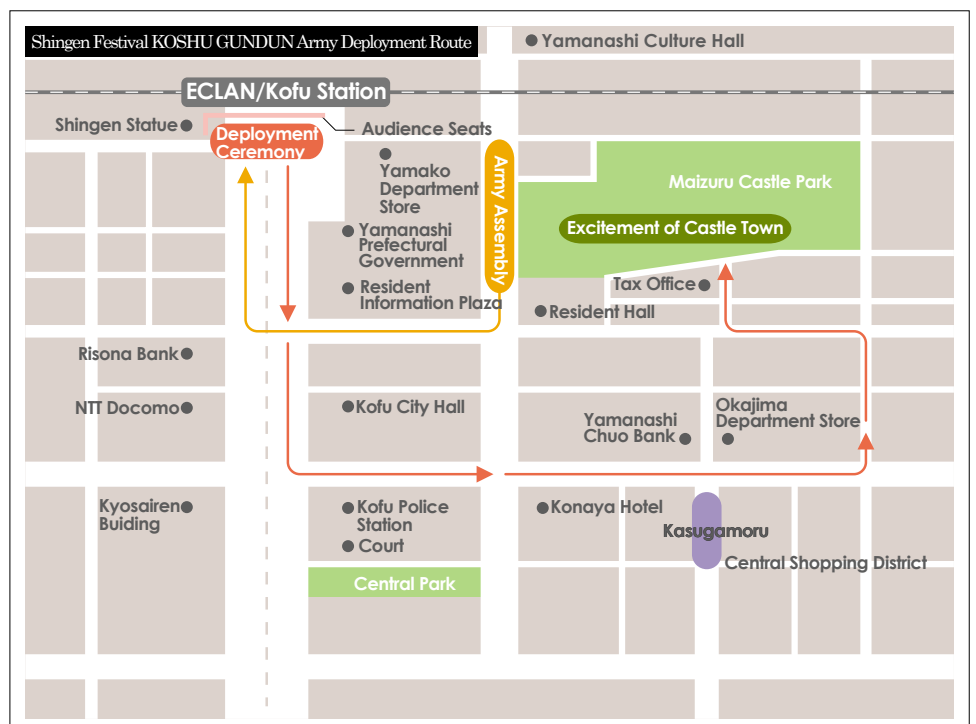 Shingen Festival KOSHU GUNDUN Army Deployment Route
Yamanashi Culture Hall
ECLAN/Kofu Station
Shingen Statue
Deployment
Ceremony
Audience Seats
Yamako
Department
Store
Army Assembly
Maizuru Castle Park
Excitement of Castle Town
Yamanashi
Prefectural
Government
Resident
Information Plaza
Tax Office
Resident Hall
Risona Bank
NTT Docomo
Kofu City Hall
Yamanashi
Chuo Bank
Okajima
Department Store
Kyosairen
Buiding
Kofu Police
Station
Court
Konaya Hotel
Kasugamoru
Central Shopping District
Central Park